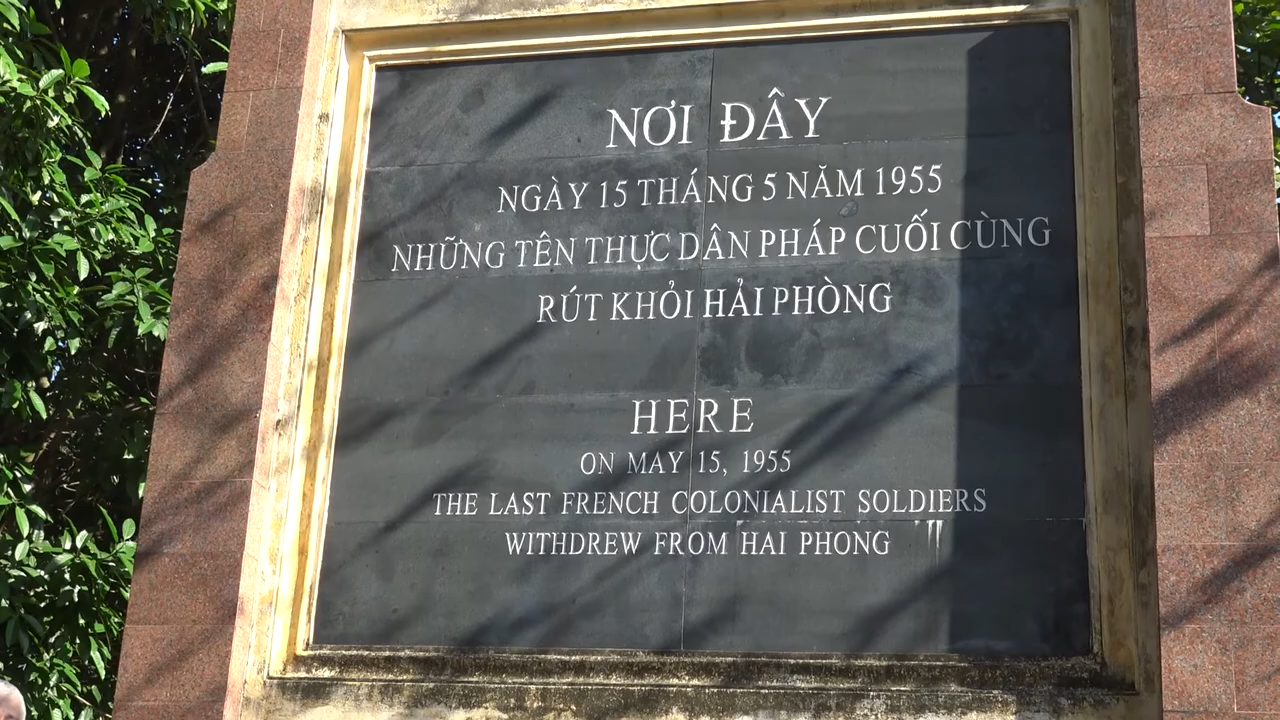 NƠI ĐÂY
NGÀY 15 THÁNG 5 NĂM 1955
NHỮNG TÊN THỰC DÂN PHÁP CUỐI CÙNG
RÚT KHỎI HẢI PHÒNG
HERE
ON MAY 15, 1955
THE LAST FRENCH COLONIALIST SOLDIERS
WITHDREW FROM HAI PHONG